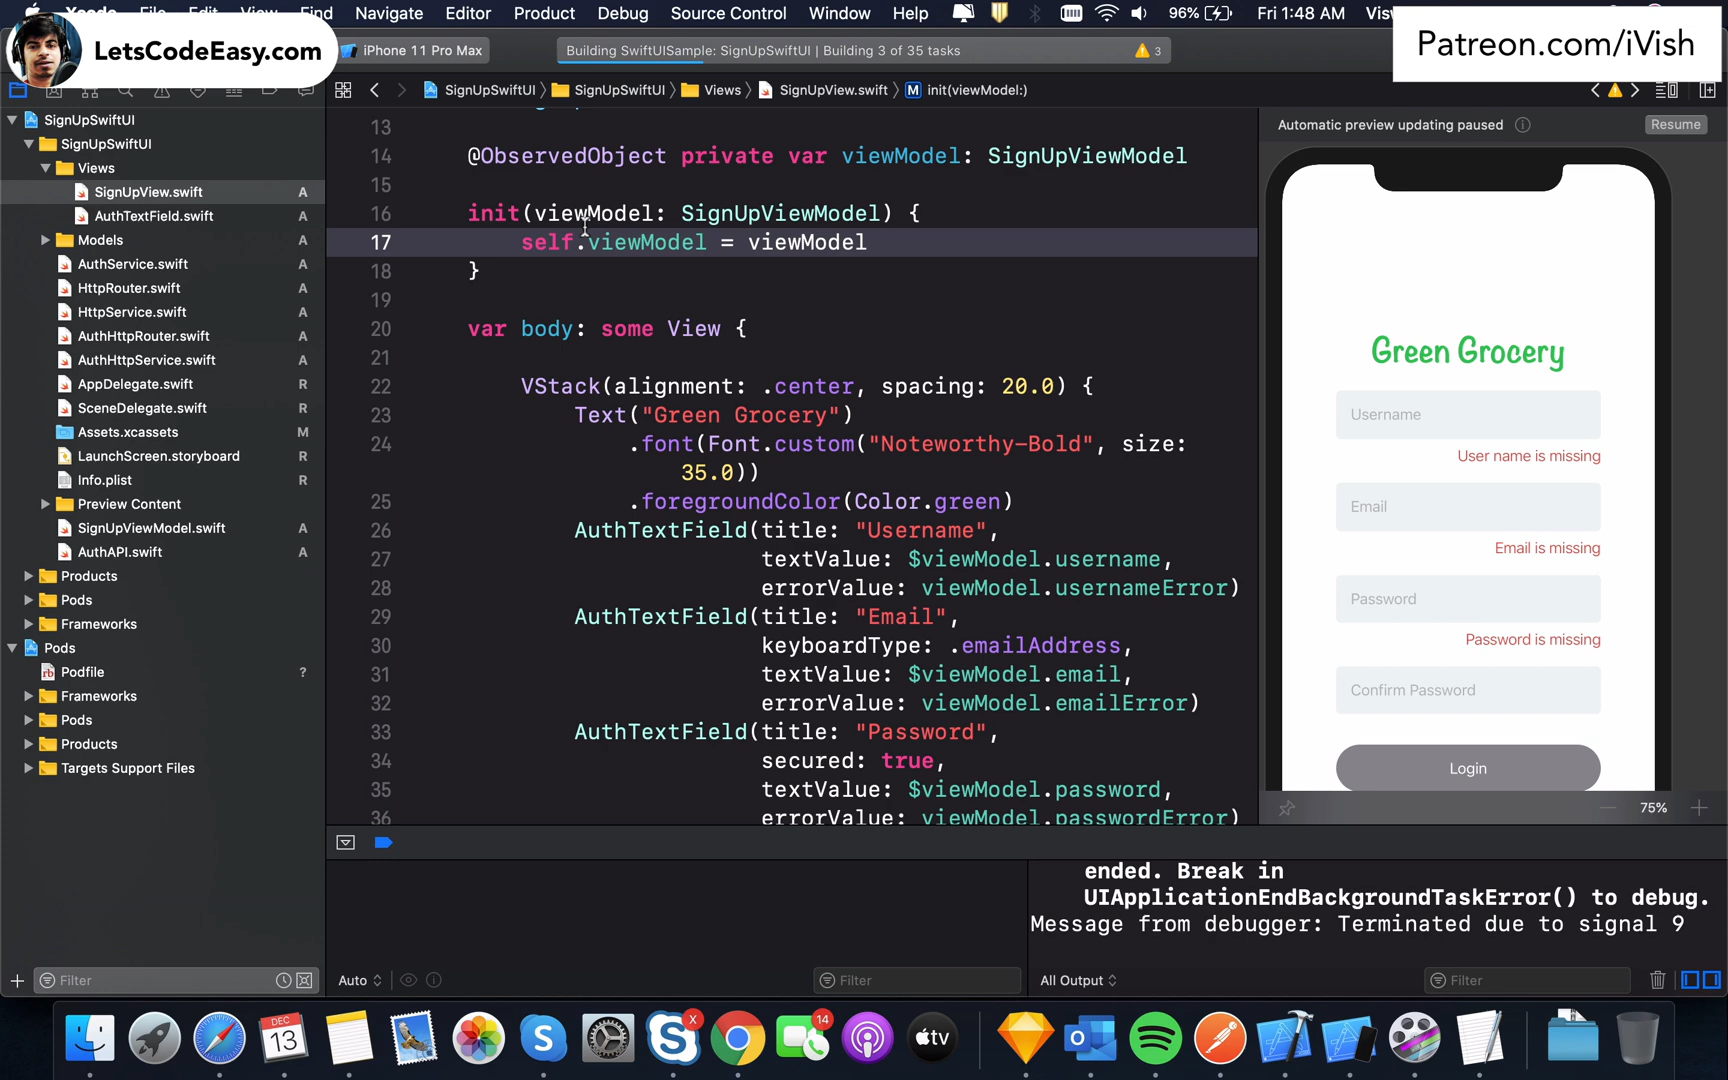 Xcode File Edit View Find Navigate Editor Product Debug Source Control Window Help 96% Fri 1:48 AM
LetsCodeEasy.com
Patreon.com/iVish
iPhone 11 Pro Max
Building SwiftUISample: SignUpSwiftUI | Building 3 of 35 tasks
3
SignUpSwiftUI
SignUpSwiftUI
Views
SignUpView.swift
M init(viewModel:)
SignUpSwiftUI
SignUpSwiftUI
Views
SignUpView.swift A
AuthTextField.swift A
Models A
AuthService.swift A
HttpRouter.swift A
HttpService.swift A
AuthHttpRouter.swift A
AuthHttpService.swift A
AppDelegate.swift R
SceneDelegate.swift R
Assets.xcassets M
LaunchScreen.storyboard R
Info.plist R
Preview Content A
SignUpViewModel.swift A
AuthAPI.swift A
Products
Pods
Frameworks
Pods
rb Podfile ?
Frameworks
Pods
Products
Targets Support Files
Filter
13
14 @ObservedObject private var viewModel: SignUpViewModel
15
16 init(viewModel: SignUpViewModel) {
17 self.viewModel = viewModel
18 }
19
20 var body: some View {
21
22 VStack(alignment: .center, spacing: 20.0) {
23 Text("Green Grocery")
24 .font(Font.custom("Noteworthy-Bold", size:
35.0))
25 .foregroundColor(Color.green)
26 AuthTextField(title: "Username",
27 textValue: $viewModel.username,
28 errorValue: viewModel.usernameError)
29 AuthTextField(title: "Email",
30 keyboardType: .emailAddress,
31 textValue: $viewModel.email,
32 errorValue: viewModel.emailError)
33 AuthTextField(title: "Password",
34 secured: true,
35 textValue: $viewModel.password,
36 errorValue: viewModel.passwordError)
Automatic preview updating paused
Resume
Green Grocery
Username
User name is missing
Email
Email is missing
Password
Password is missing
Confirm Password
Login
75%
ended. Break in
UIApplicationEndBackgroundTaskError() to debug.
Message from debugger: Terminated due to signal 9
Auto
Filter
All Output
Filter
DEC
13
X
14
tv